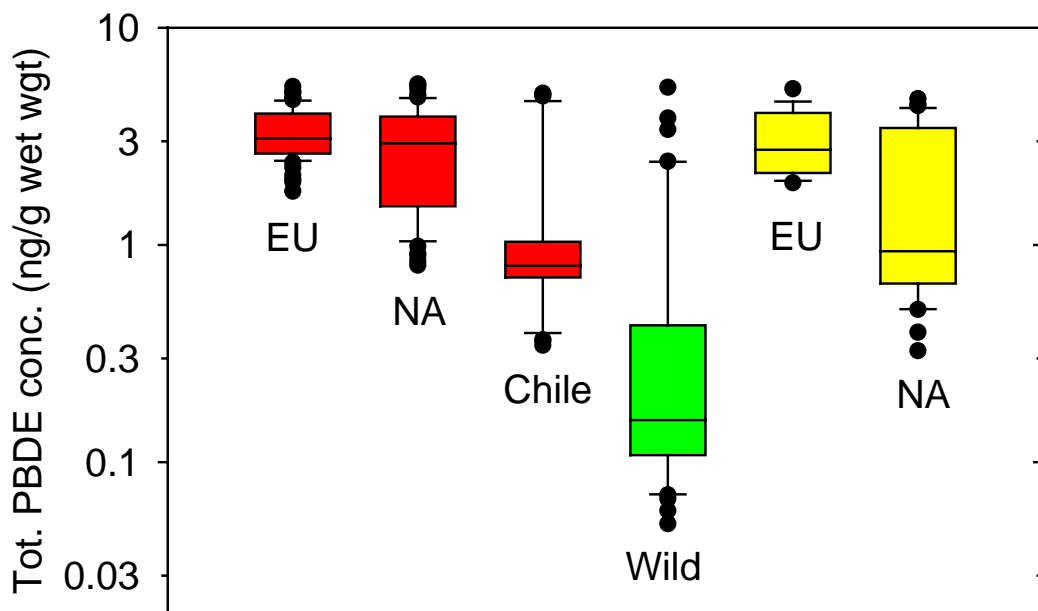 Tot. PBDE conc. (ng/g wet wgt)
10
3
1
0.3
0.1
0.03
EU
NA
Chile
Wild
EU
NA